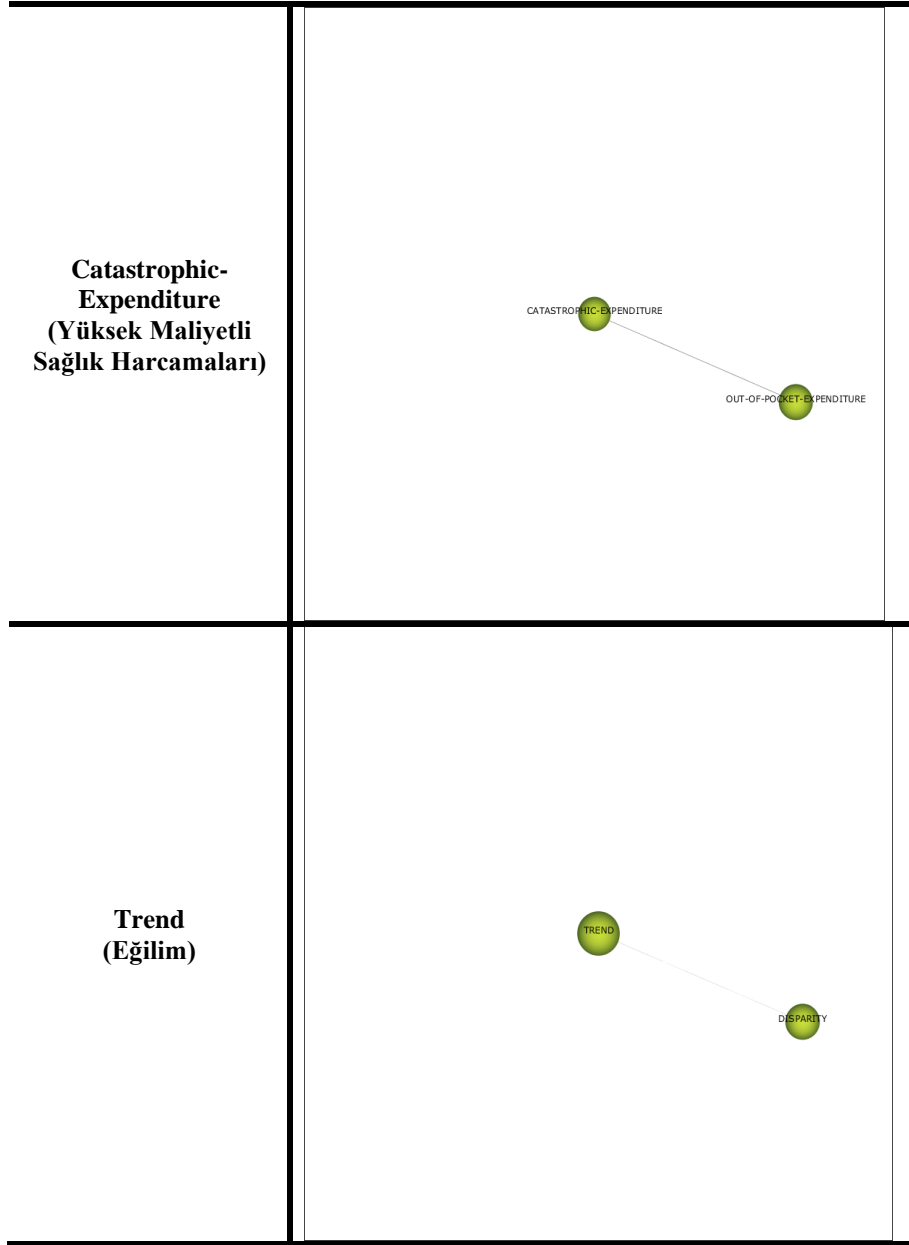 Catastrophic-
Expenditure
(Yüksek Maliyetli
Sağlık Harcamaları)
CATASTROPHIC-EXPENDITURE
OUT-OF-POCKET-EXPENDITURE
Trend
(Eğilim)
TREND
DISPARITY